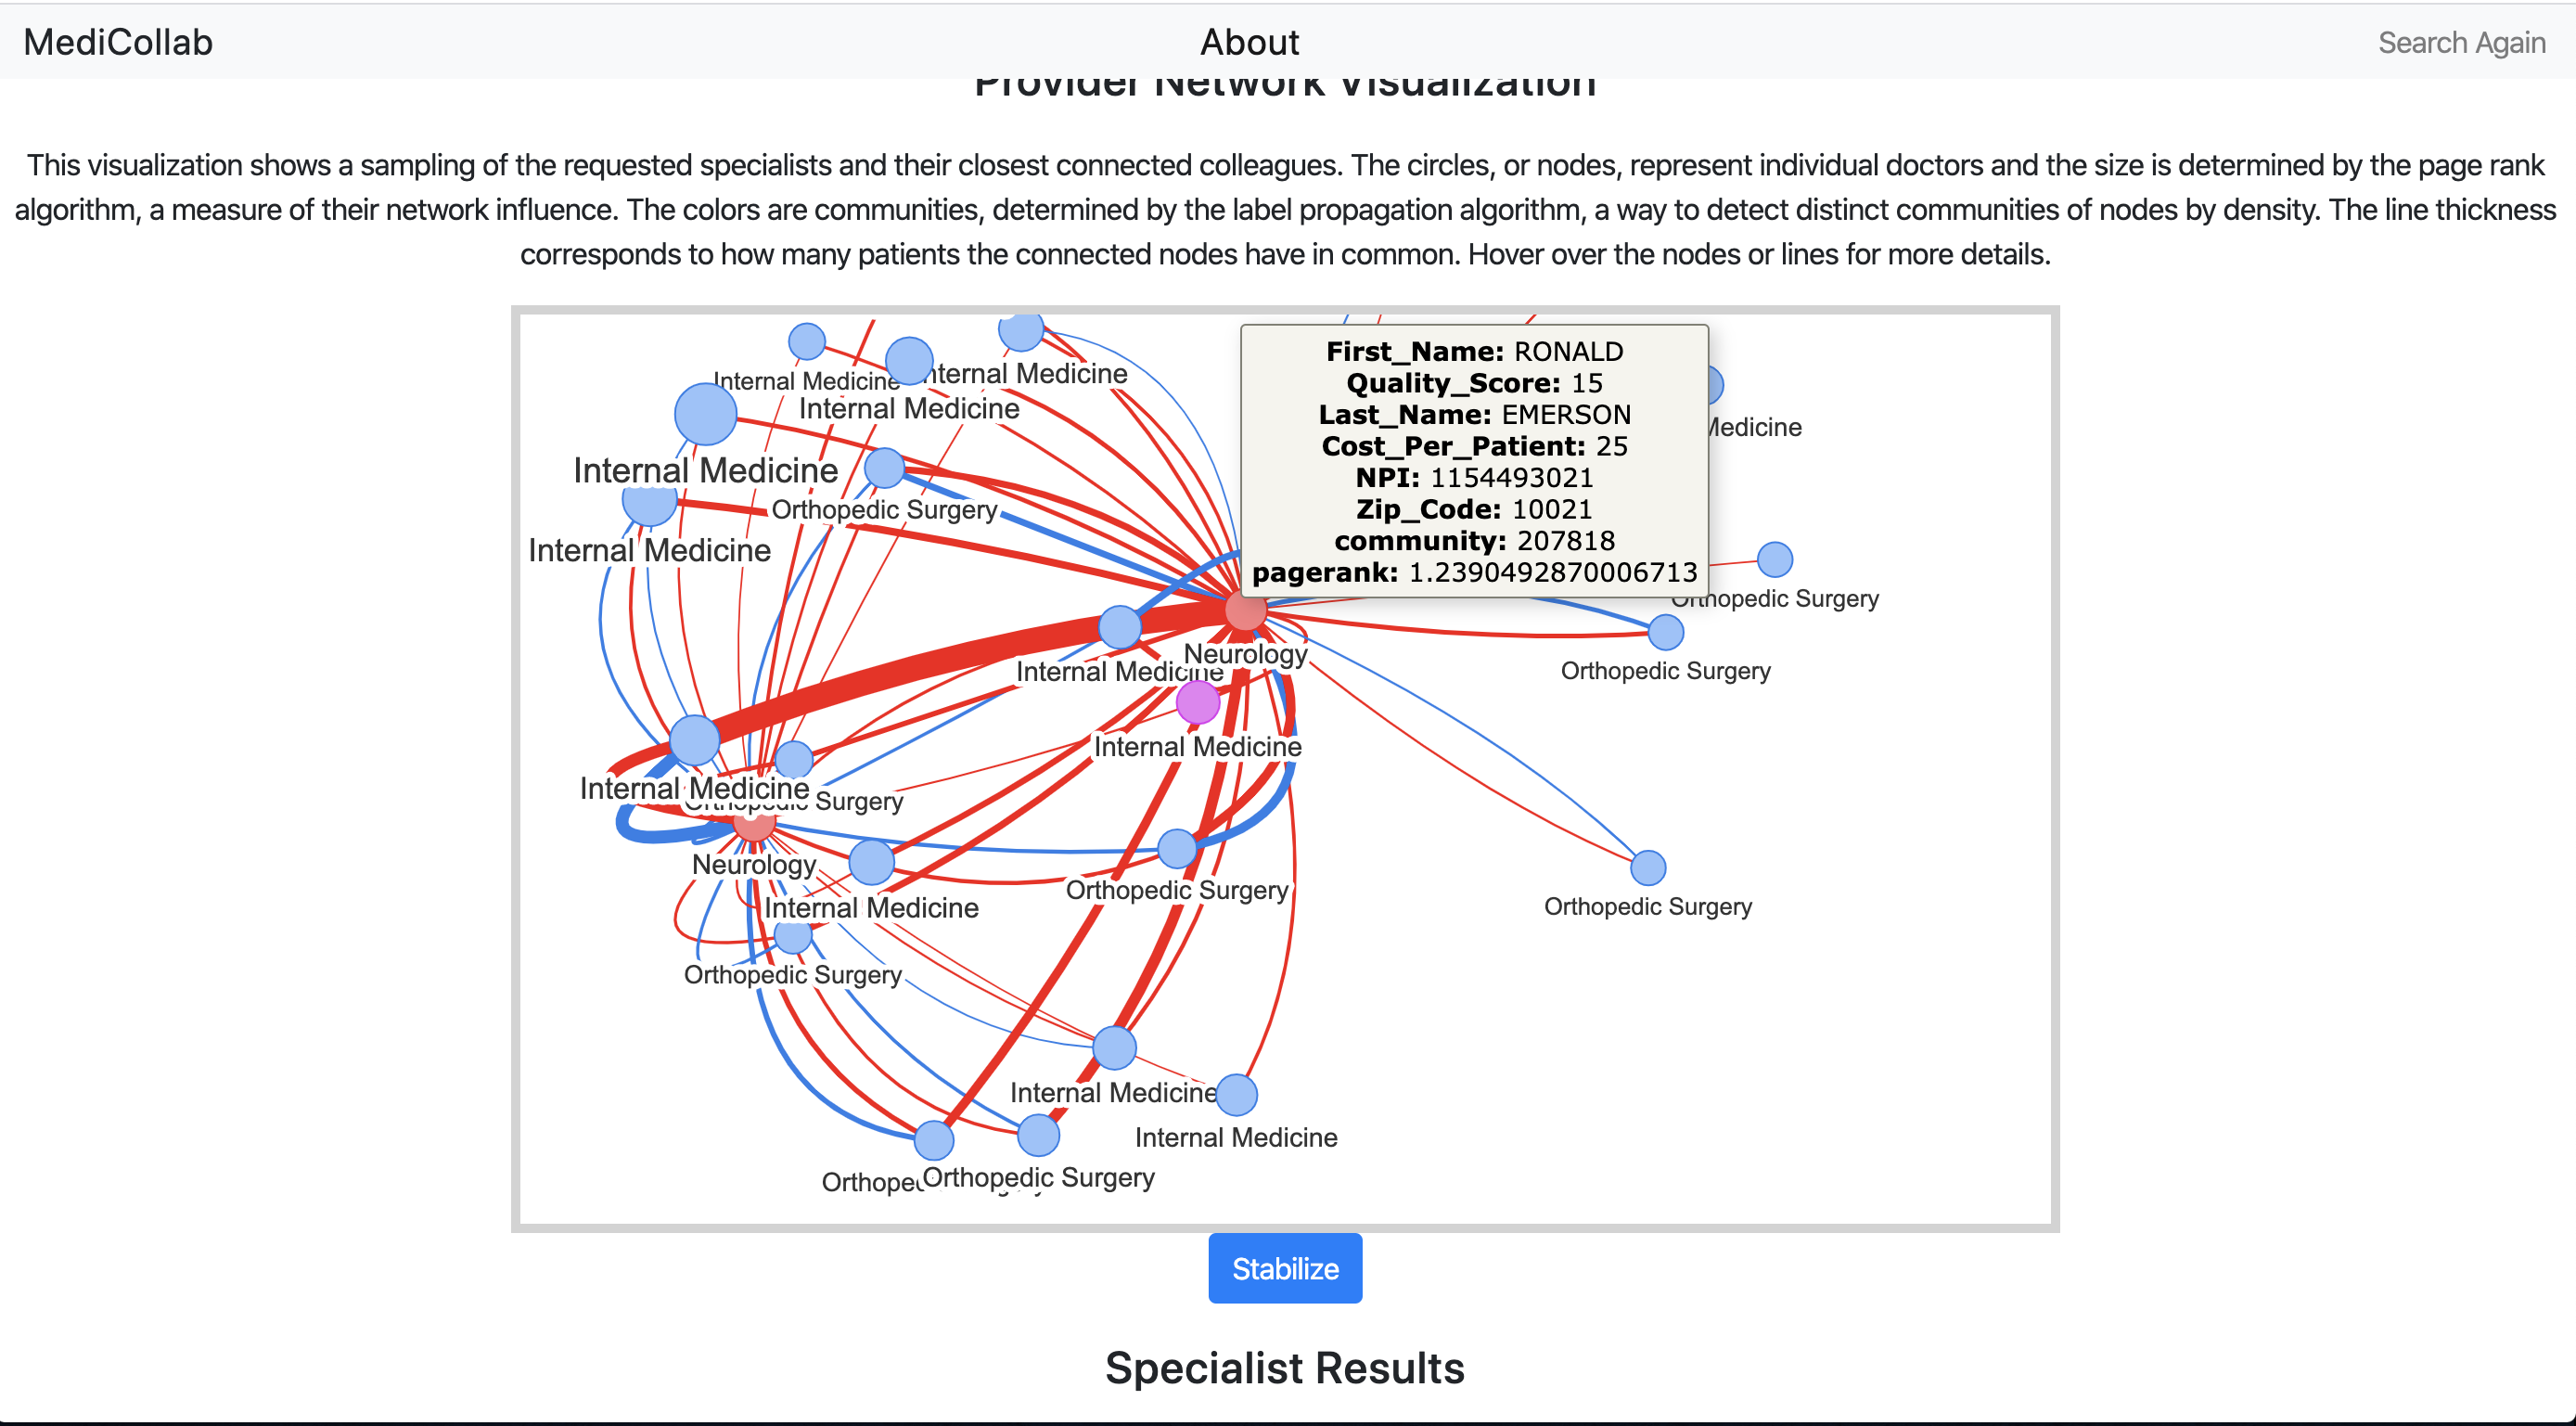 MediCollab
About
Search Again
Provider Network Visualization
This visualization shows a sampling of the requested specialists and their closest connected colleagues. The circles, or nodes, represent individual doctors and the size is determined by the page rank
algorithm, a measure of their network influence. The colors are communities, determined by the label propagation algorithm, a way to detect distinct communities of nodes by density. The line thickness
corresponds to how many patients the connected nodes have in common. Hover over the nodes or lines for more details.
First_Name: RONALD
Quality_Score: 15
Last_Name: EMERSON
Cost_Per_Patient: 25
NPI: 1154493021
Zip_Code: 10021
community: 207818
pagerank: 1.2390492870006713
Internal Medicine
Internal Medicine
Internal Medicine
Medicine
Internal Medicine
Orthopedic Surgery
Internal Medicine
Orthopedic Surgery
Neurology
Internal Medicine
Orthopedic Surgery
Internal Medicine
Internal Medicine
Orthopedic Surgery
Neurology
Orthopedic Surgery
Internal Medicine
Orthopedic Surgery
Orthopedic Surgery
Internal Medicine
Internal Medicine
Orthopedic Surgery
Stabilize
Specialist Results